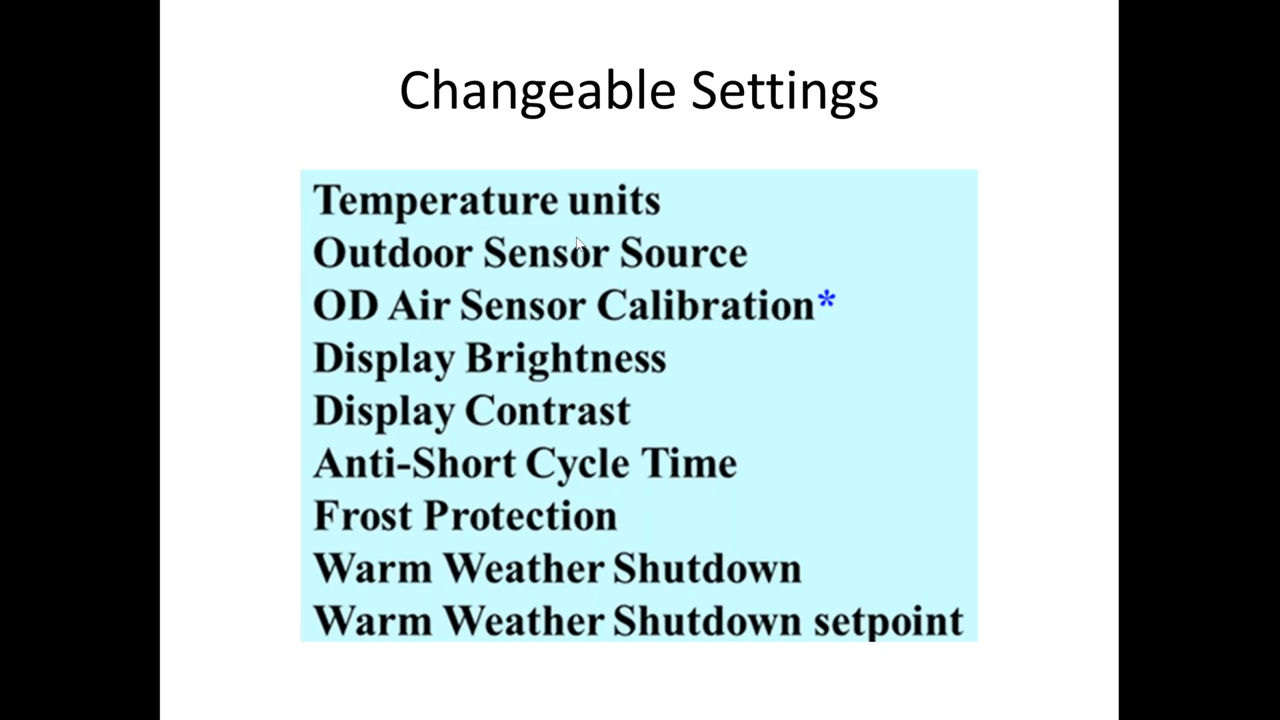 Changeable Settings
Temperature units
Outdoor Sensor Source
OD Air Sensor Calibration*
Display Brightness
Display Contrast
Anti-Short Cycle Time
Frost Protection
Warm Weather Shutdown
Warm Weather Shutdown setpoint